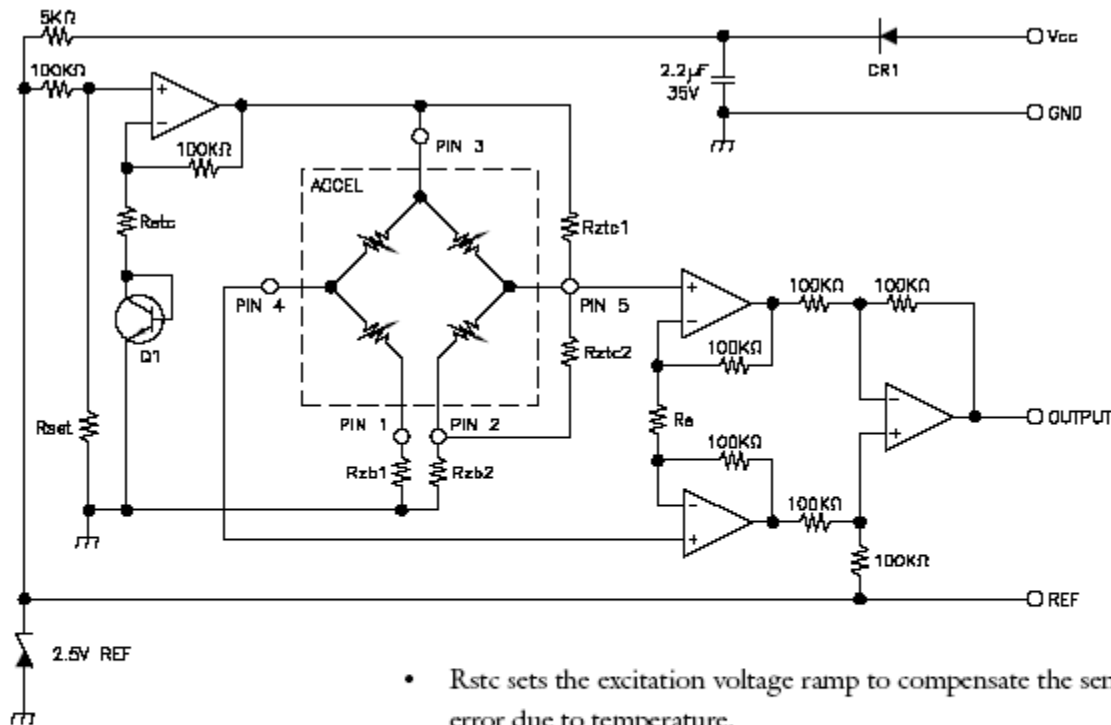 5KΩ
100KΩ
2.2µF
35V
CR1
Vcc
GND
100KΩ
PIN 3
ACCEL
Rstc
Rztc1
PIN 4
PIN 5
100KΩ
100KΩ
Q1
Rztc2
100KΩ
Rset
PIN 1
PIN 2
Ra
OUTPUT
Rzb1
Rzb2
100KΩ
100KΩ
100KΩ
REF
2.5V REF
• Rstc sets the excitation voltage ramp to compensate the ser
error due to temperature.